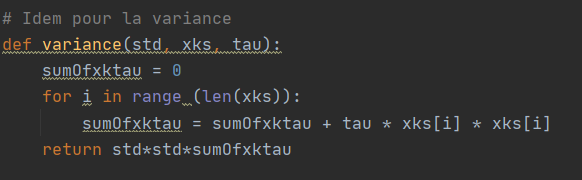 # Idem pour la variance
def variance(std, xks, tau):
    sumOfxktau = 0
    for i in range (len(xks)):
        sumOfxktau = sumOfxktau + tau * xks[i] * xks[i]
    return std*std*sumOfxktau